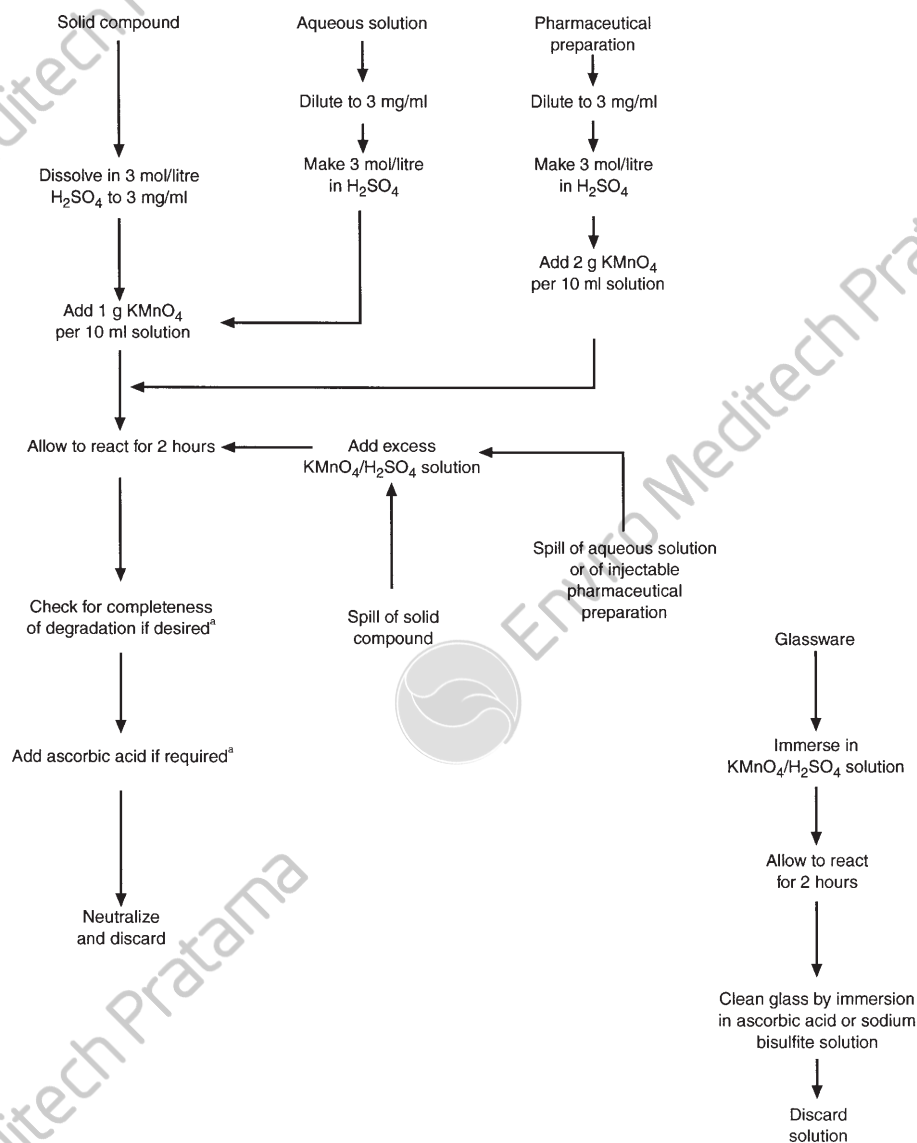 Solid compound
Aqueous solution
Pharmaceutical
preparation
Dilute to 3 mg/ml
Dilute to 3 mg/ml
Dissolve in 3 mol/litre
H₂SO₄ to 3 mg/ml
Make 3 mol/litre
in H₂SO₄
Make 3 mol/litre
in H₂SO₄
Add 2 g KMnO₄
per 10 ml solution
Add 1 g KMnO₄
per 10 ml solution
Allow to react for 2 hours
Add excess
KMnO₄/H₂SO₄ solution
Spill of aqueous solution
or of injectable
pharmaceutical
preparation
Spill of solid
compound
Check for completeness
of degradation if desiredᵃ
Add ascorbic acid if requiredᵃ
Neutralize
and discard
Glassware
Immerse in
KMnO₄/H₂SO₄ solution
Allow to react
for 2 hours
Clean glass by immersion
in ascorbic acid or sodium
bisulfite solution
Discard
solution
Enviro Meditech Prat
ditech P
ditech Pratama